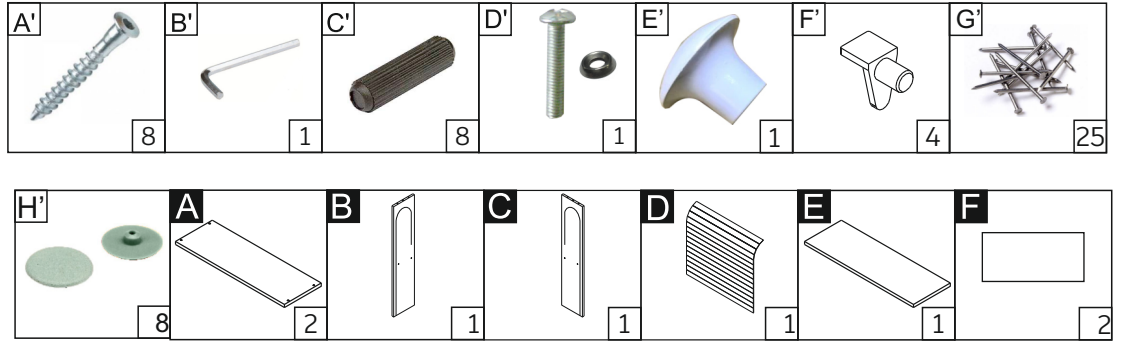 A' B' C' D' E’ F’ G’
8 1 8 1 1 4 25
H’ A B C D E F
8 2 1 1 1 1 2